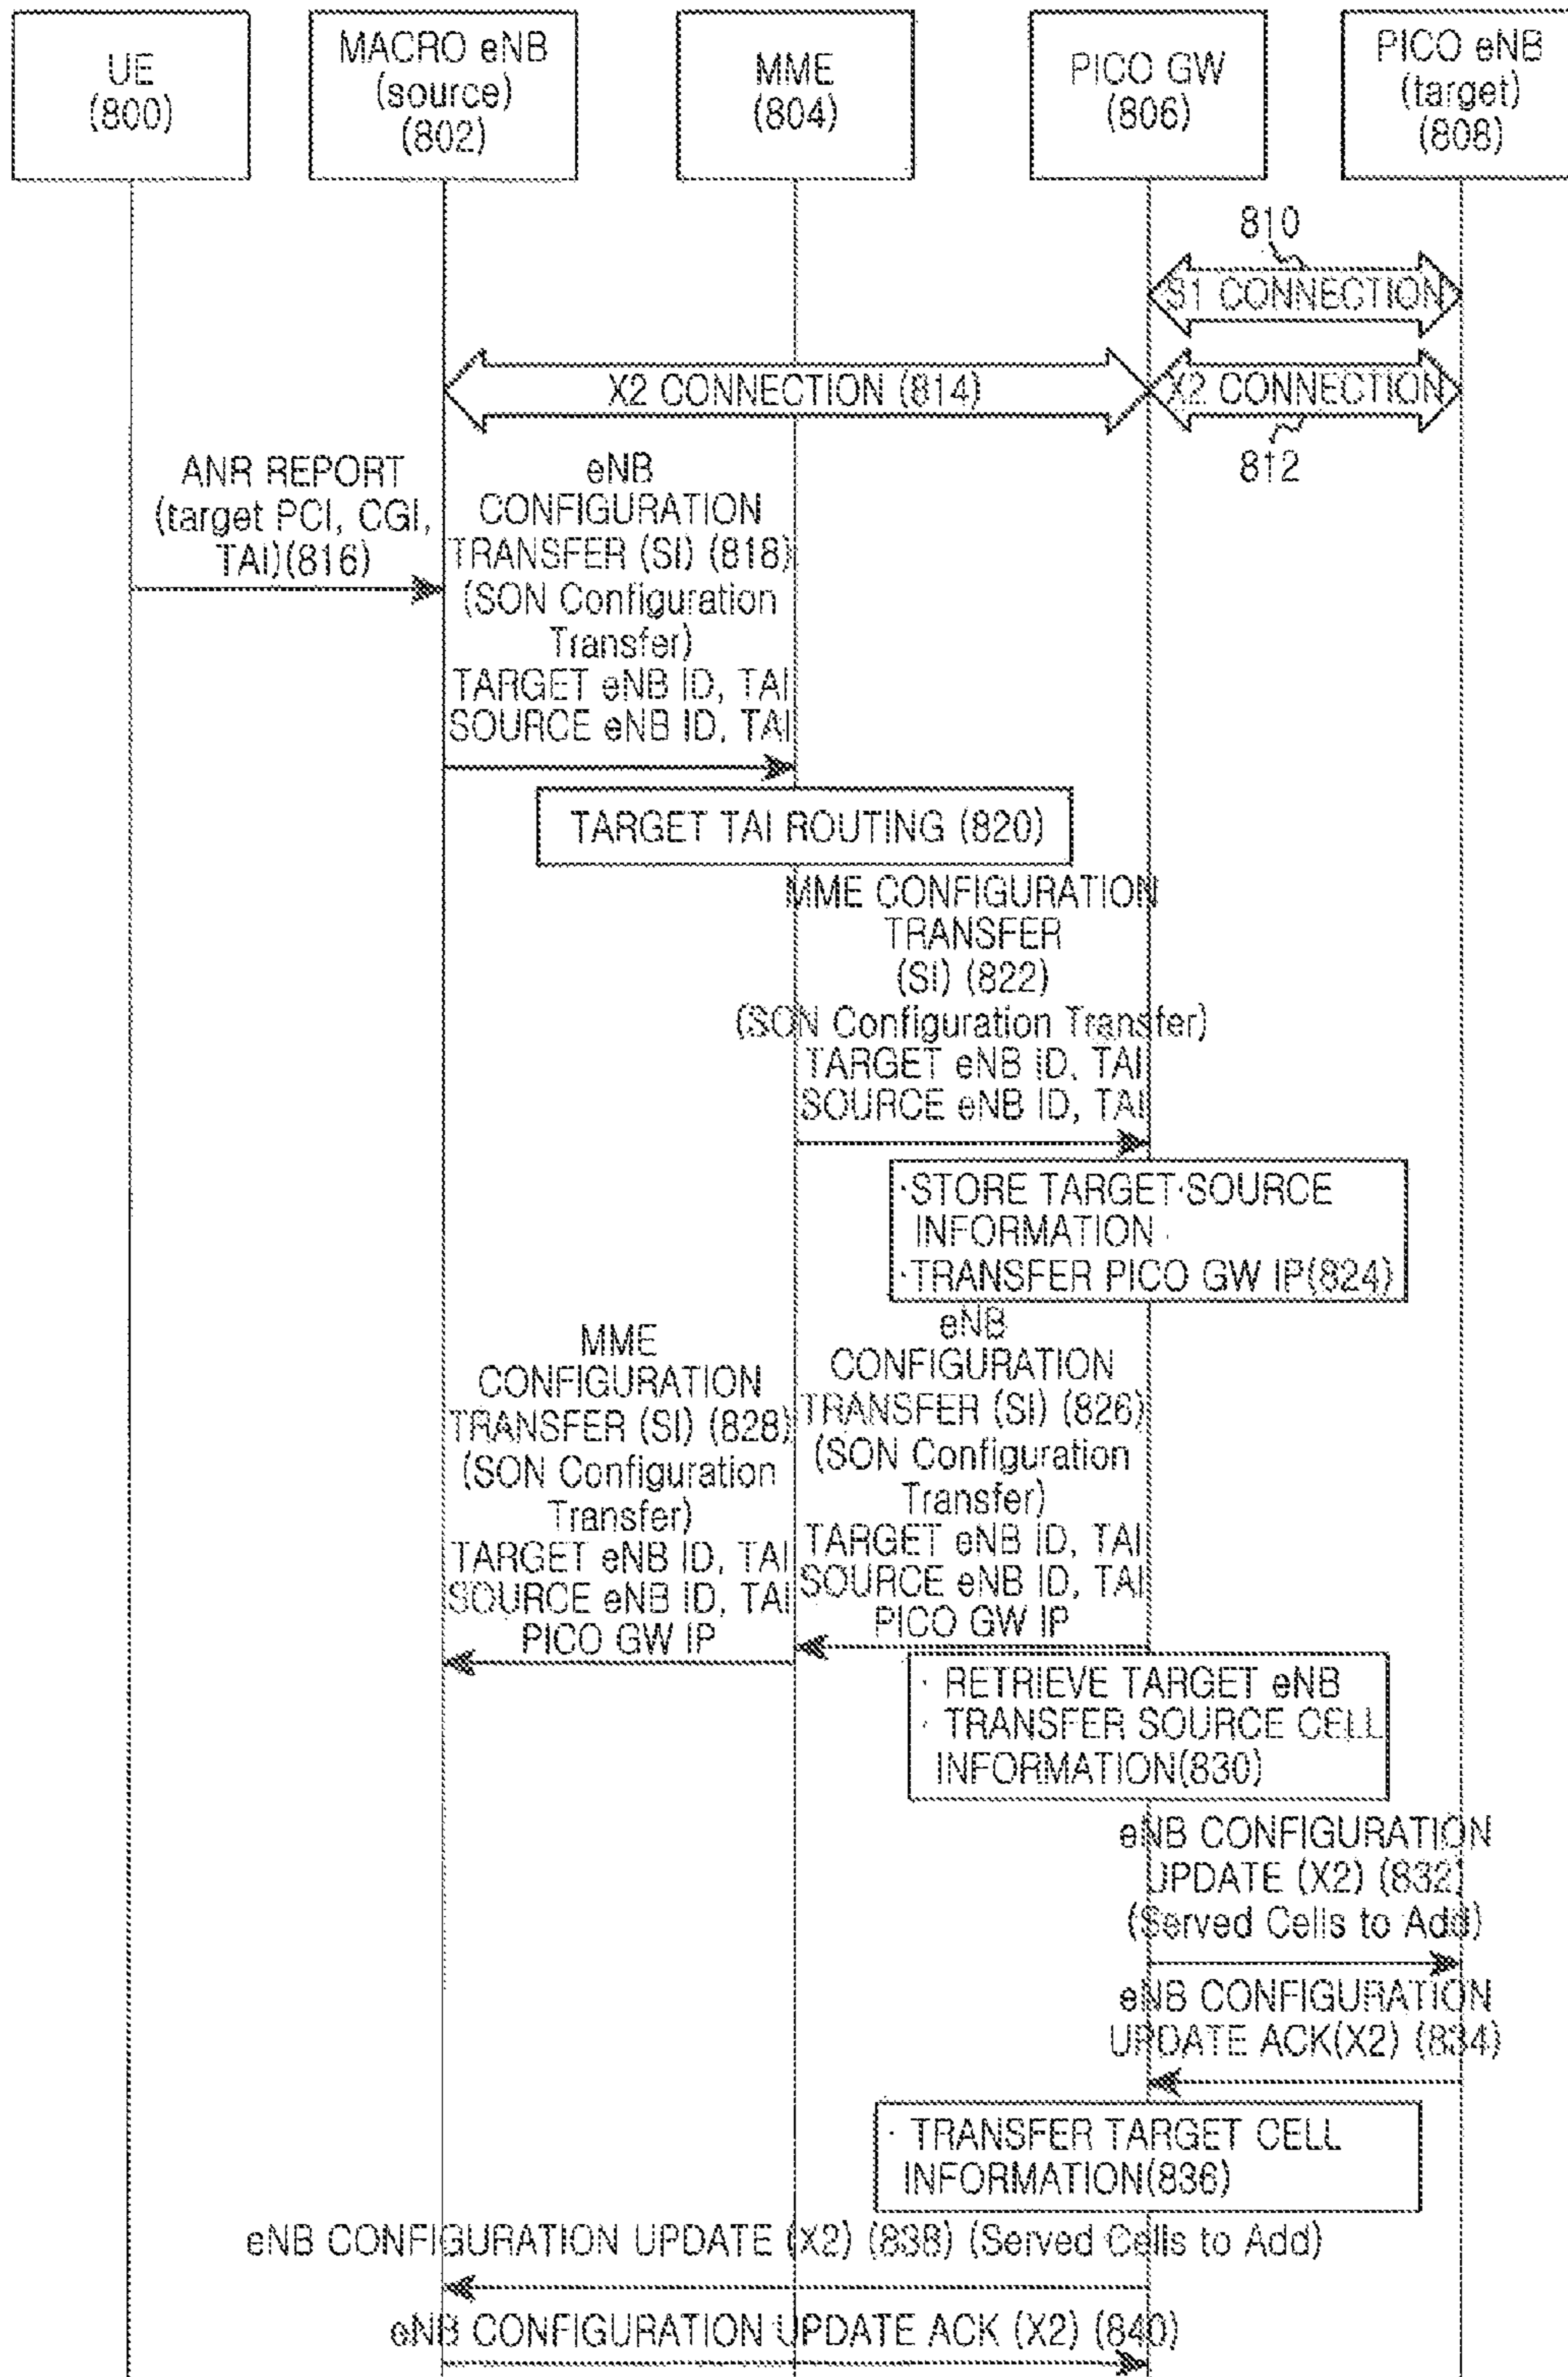 UE
(800)
MACRO eNB
(source)
(802)
MME
(804)
PICO GW
(806)
PICO eNB
(target)
(808)
810
S1 CONNECTION
X2 CONNECTION (814)
X2 CONNECTION
812
ANR REPORT
(target PCI, CGI,
TAI)(816)
eNB
CONFIGURATION
TRANSFER (SI) (818)
(SON Configuration
Transfer)
TARGET eNB ID, TAI
SOURCE eNB ID, TAI
TARGET TAI ROUTING (820)
MME CONFIGURATION
TRANSFER
(SI) (822)
(SON Configuration Transfer)
TARGET eNB ID, TAI
SOURCE eNB ID, TAI
·STORE TARGET·SOURCE
INFORMATION
·TRANSFER PICO GW IP(824)
eNB
CONFIGURATION
TRANSFER (SI) (826)
(SON Configuration
Transfer)
TARGET eNB ID, TAI
SOURCE eNB ID, TAI
PICO GW IP
MME
CONFIGURATION
TRANSFER (SI) (828)
(SON Configuration
Transfer)
TARGET eNB ID, TAI
SOURCE eNB ID, TAI
PICO GW IP
· RETRIEVE TARGET eNB
· TRANSFER SOURCE CELL
INFORMATION(830)
eNB CONFIGURATION
UPDATE (X2) (832)
(Served Cells to Add)
eNB CONFIGURATION
UPDATE ACK(X2) (834)
· TRANSFER TARGET CELL
INFORMATION(836)
eNB CONFIGURATION UPDATE (X2) (838) (Served Cells to Add)
eNB CONFIGURATION UPDATE ACK (X2) (840)